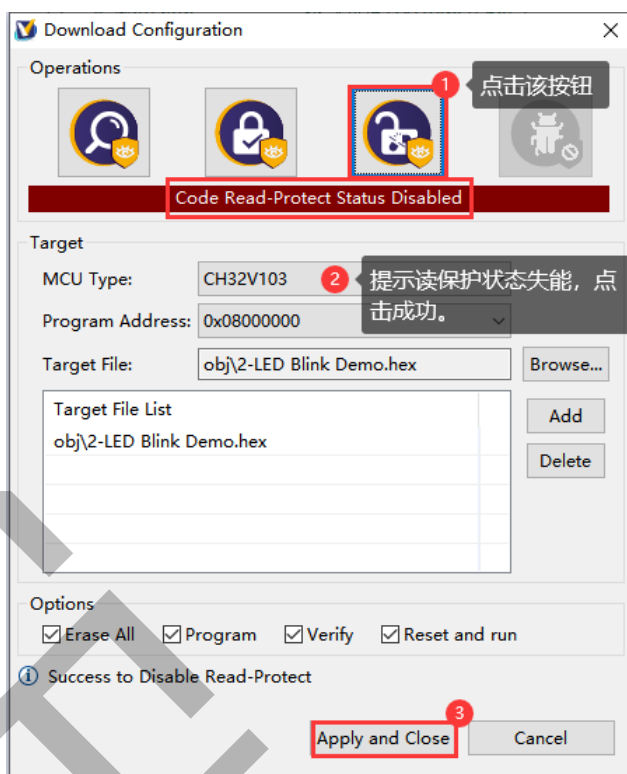 Download Configuration
Operations
1 点击该按钮
Code Read-Protect Status Disabled
Target
MCU Type: CH32V103
2 提示读保护状态失能，点
击成功。
Program Address: 0x08000000
Target File: obj\2-LED Blink Demo.hex Browse...
Target File List
Add
obj\2-LED Blink Demo.hex
Delete
Options
Erase All Program Verify Reset and run
Success to Disable Read-Protect
3
Apply and Close Cancel